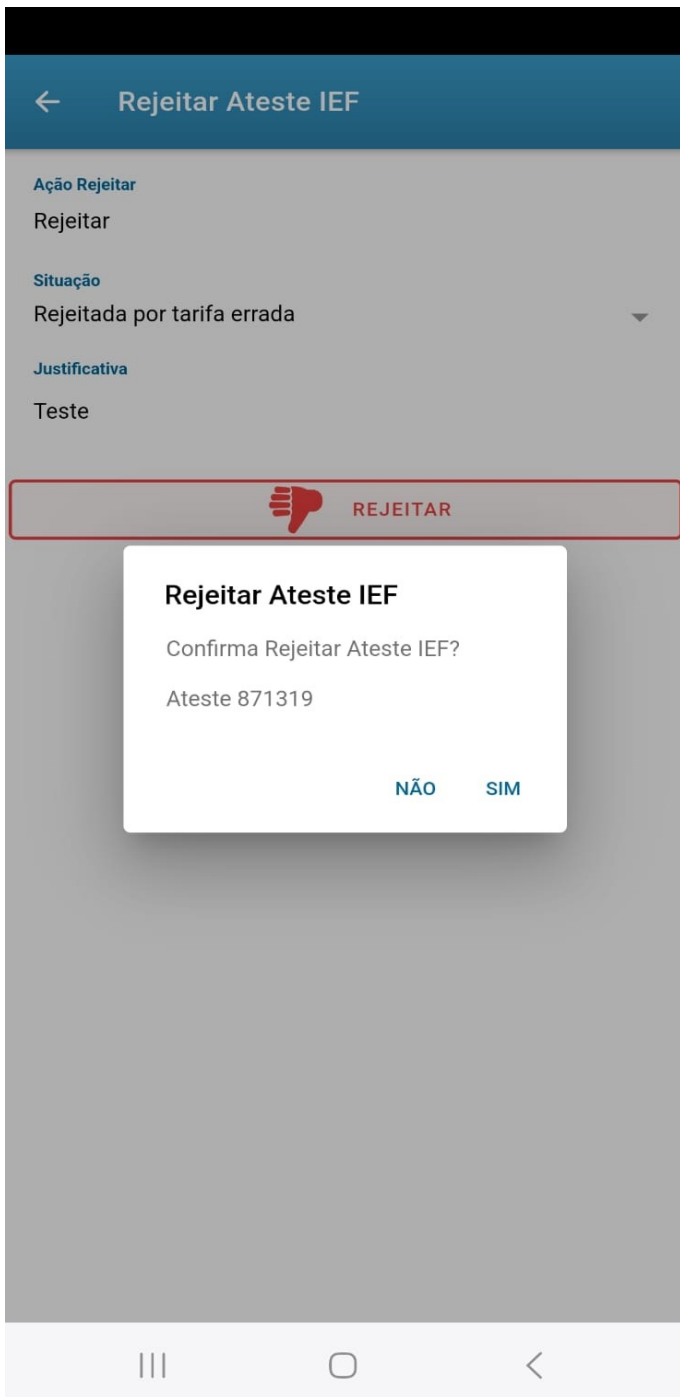 Rejeitar Ateste IEF
Ação Rejeitar
Rejeitar
Situação
Rejeitada por tarifa errada
Justificativa
Teste
REJEITAR
Rejeitar Ateste IEF
Confirma Rejeitar Ateste IEF?
Ateste 871319
NÃO SIM